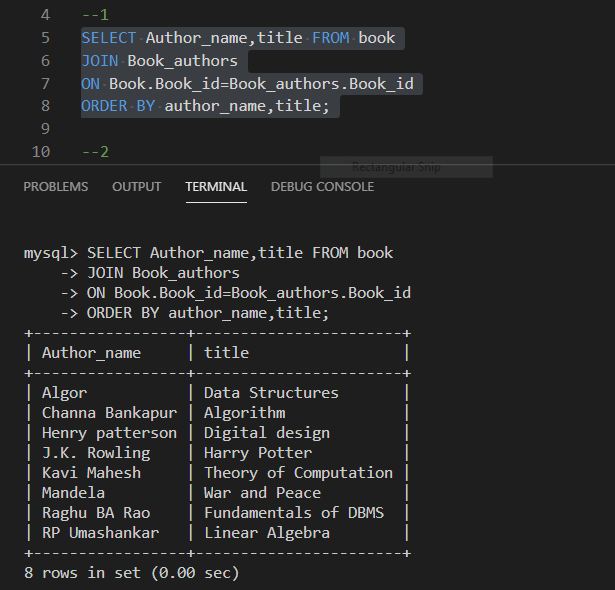 4 --1
5 SELECT Author_name,title FROM book
6 JOIN Book_authors
7 ON Book.Book_id=Book_authors.Book_id
8 ORDER BY author_name,title;
9
10 --2
Rectangular Snip
PROBLEMS OUTPUT TERMINAL DEBUG CONSOLE
mysql> SELECT Author_name,title FROM book
    -> JOIN Book_authors
    -> ON Book.Book_id=Book_authors.Book_id
    -> ORDER BY author_name,title;
+-----------------+-----------------------+
| Author_name     | title                 |
+-----------------+-----------------------+
| Algor           | Data Structures       |
| Channa Bankapur | Algorithm             |
| Henry patterson | Digital design        |
| J.K. Rowling    | Harry Potter          |
| Kavi Mahesh     | Theory of Computation |
| Mandela         | War and Peace         |
| Raghu BA Rao    | Fundamentals of DBMS  |
| RP Umashankar   | Linear Algebra        |
+-----------------+-----------------------+
8 rows in set (0.00 sec)